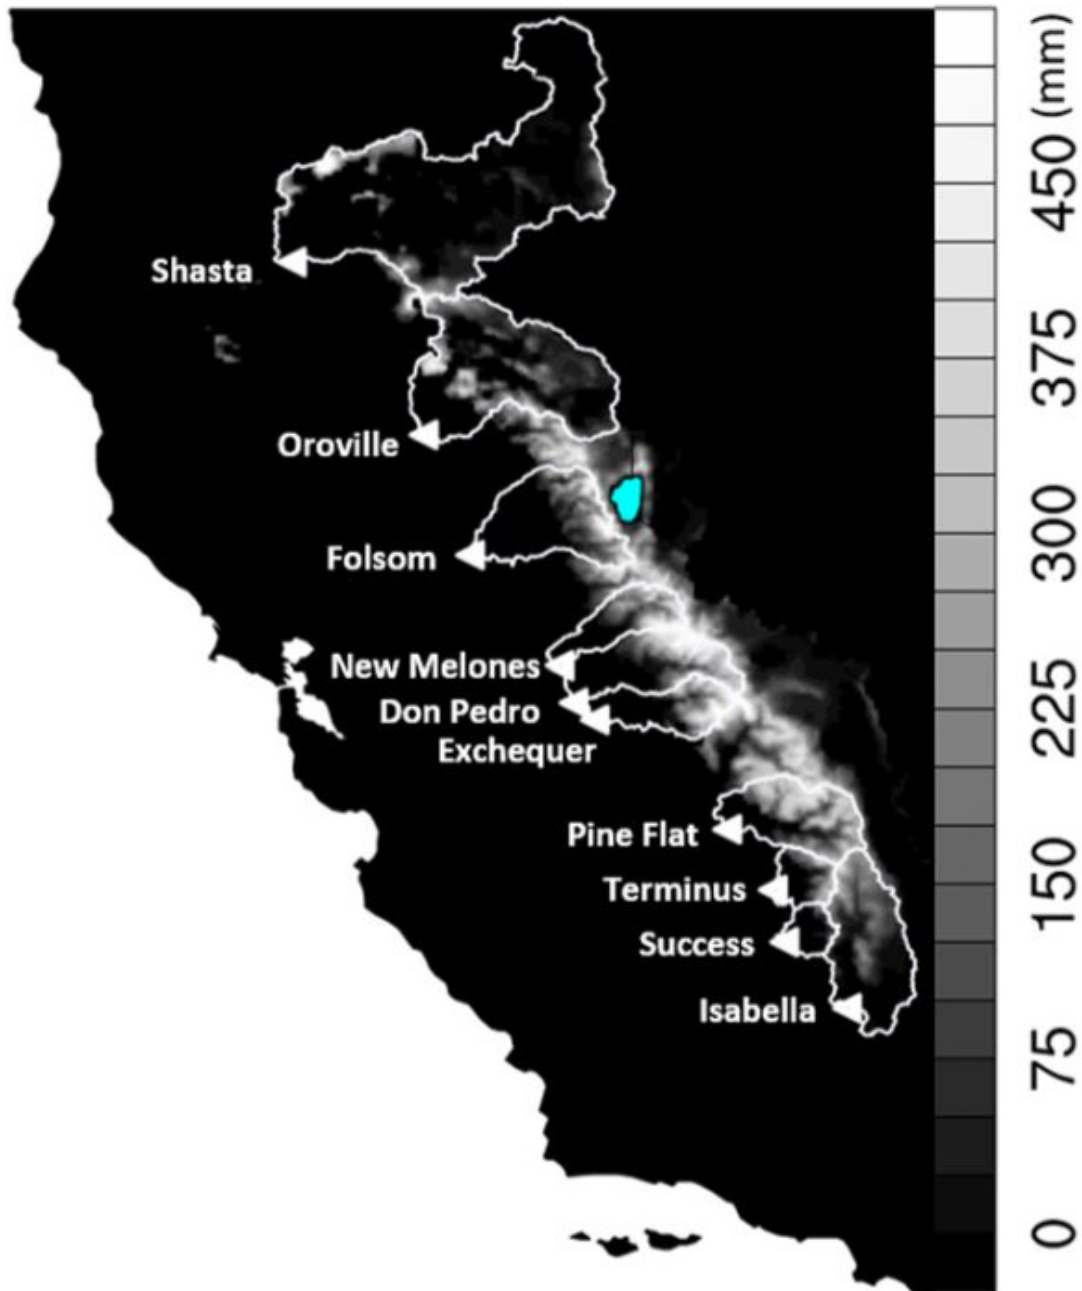 Shasta
Oroville
Folsom
New Melones
Don Pedro
Exchequer
Pine Flat
Terminus
Success
Isabella
0
75
150
225
300
375
450 (mm)